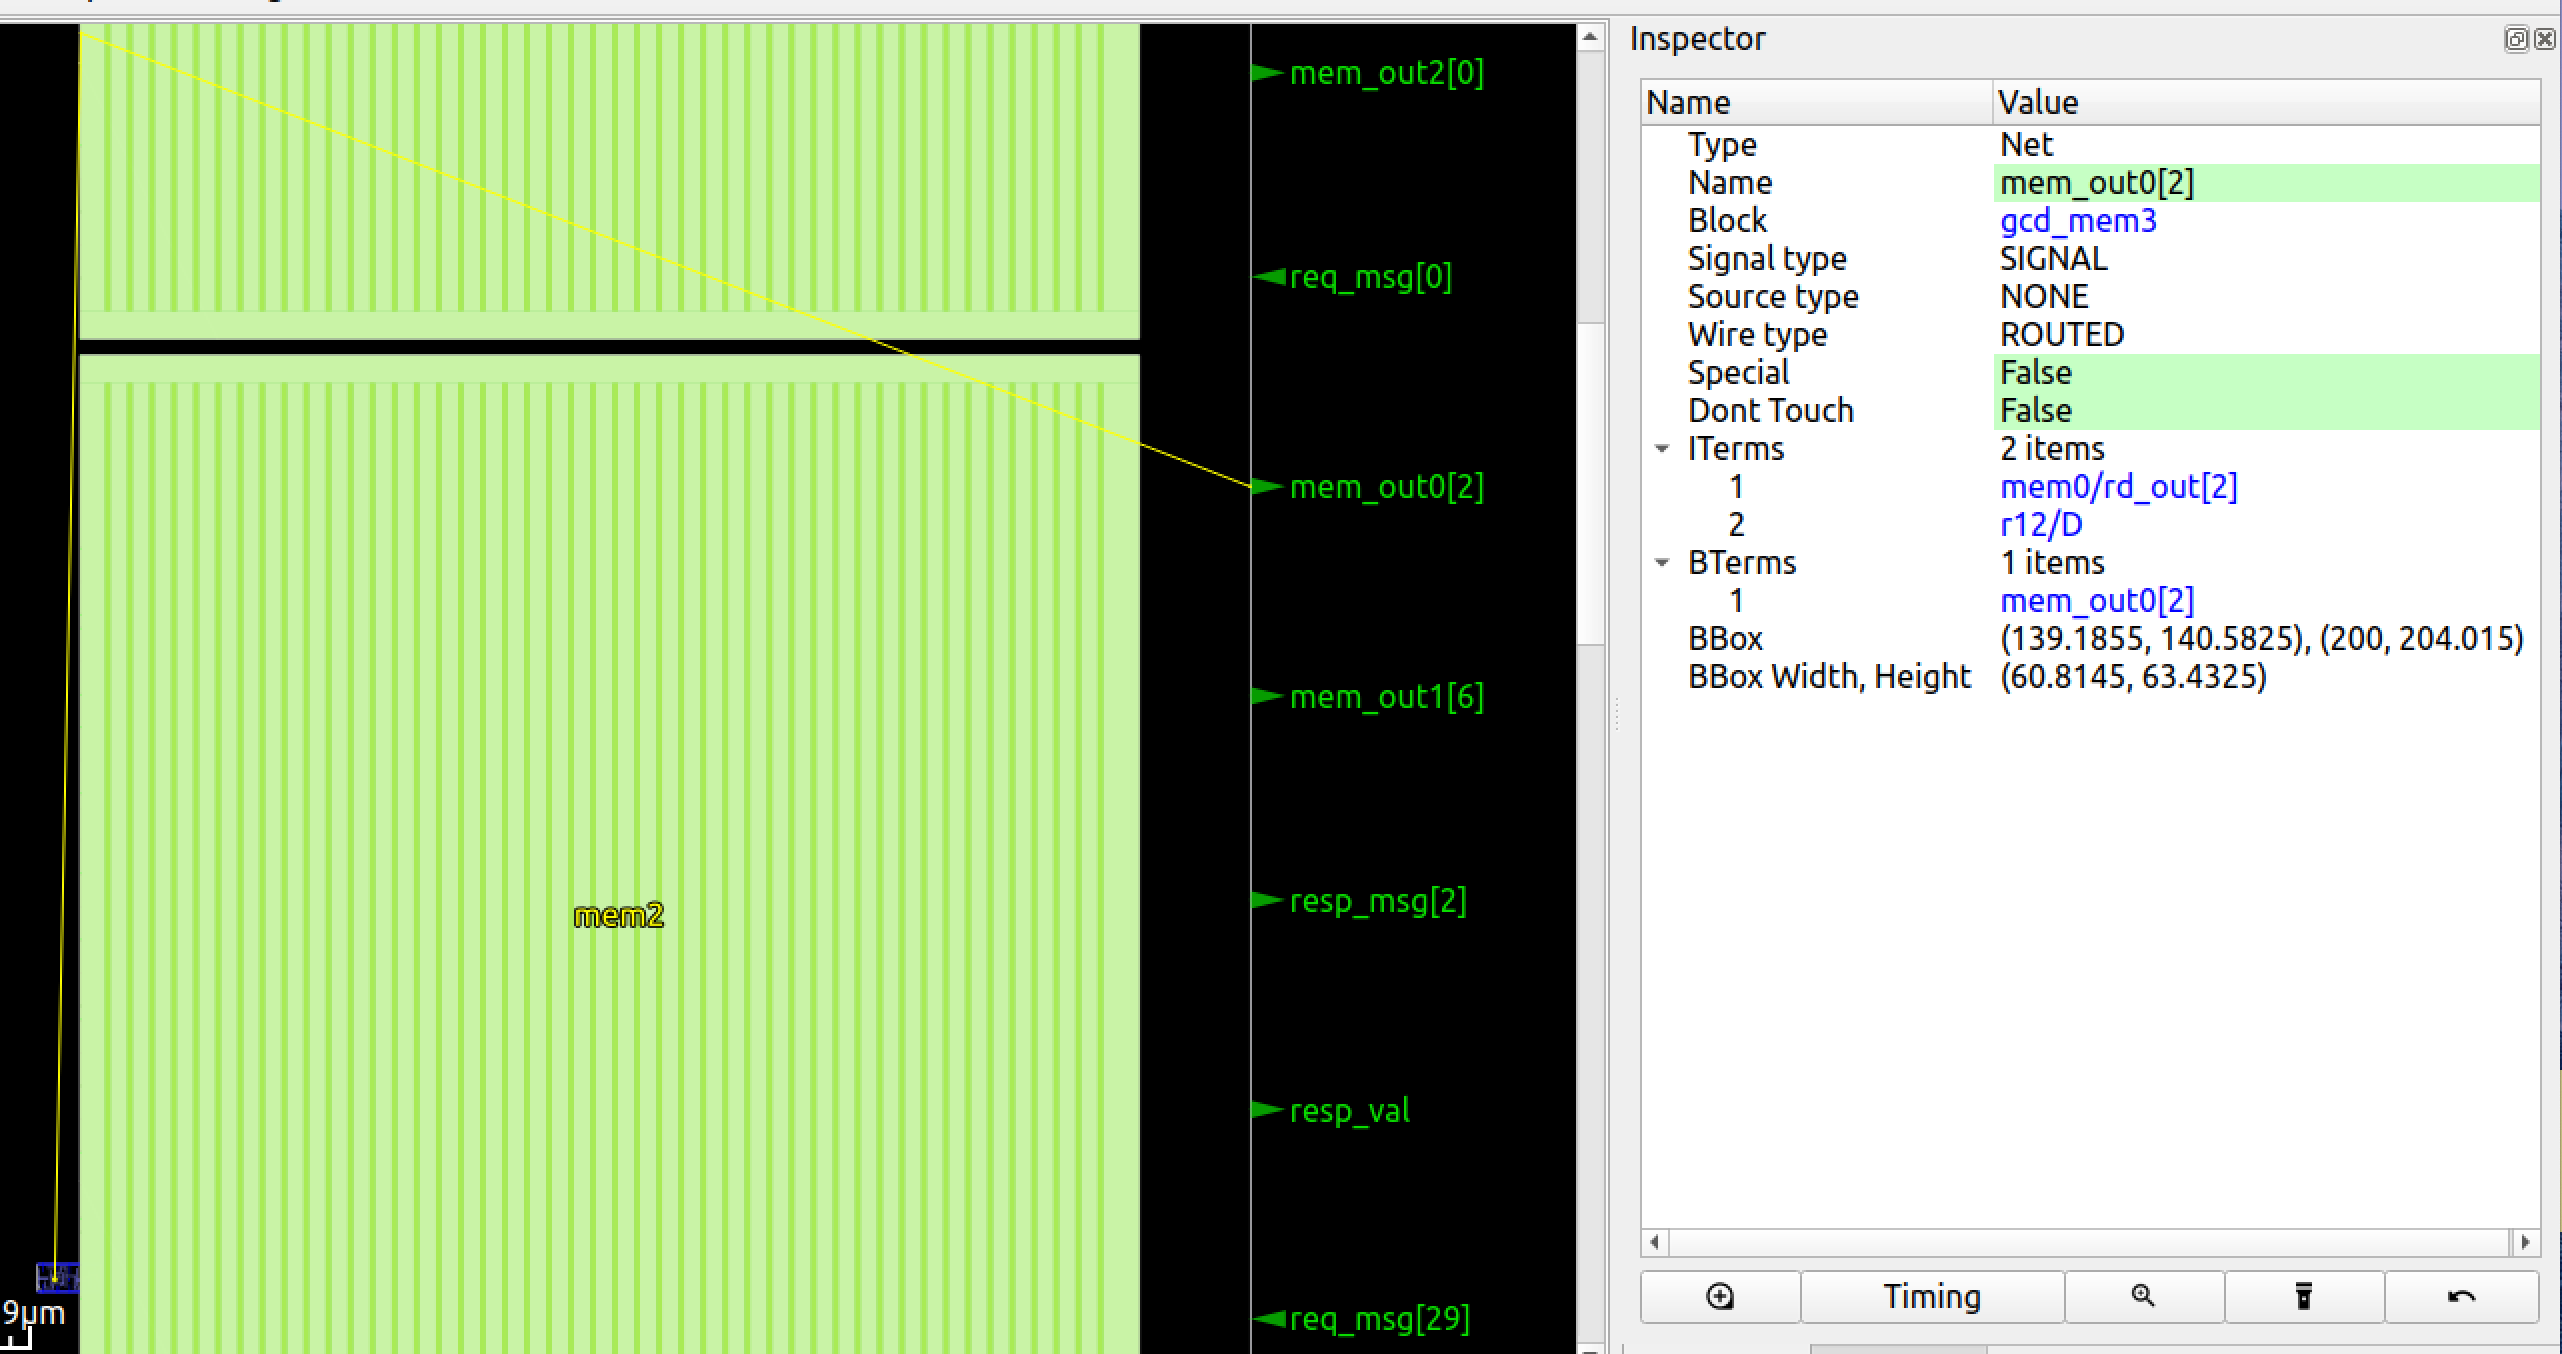 mem_out2[0]
req_msg[0]
mem_out0[2]
mem_out1[6]
mem2
resp_msg[2]
resp_val
9μm
req_msg[29]
Inspector
Name Value
Type Net
Name mem_out0[2]
Block gcd_mem3
Signal type SIGNAL
Source type NONE
Wire type ROUTED
Special False
Dont Touch False
ITerms 2 items
1 mem0/rd_out[2]
2 r12/D
BTerms 1 items
1 mem_out0[2]
BBox (139.1855, 140.5825), (200, 204.015)
BBox Width, Height (60.8145, 63.4325)
Timing